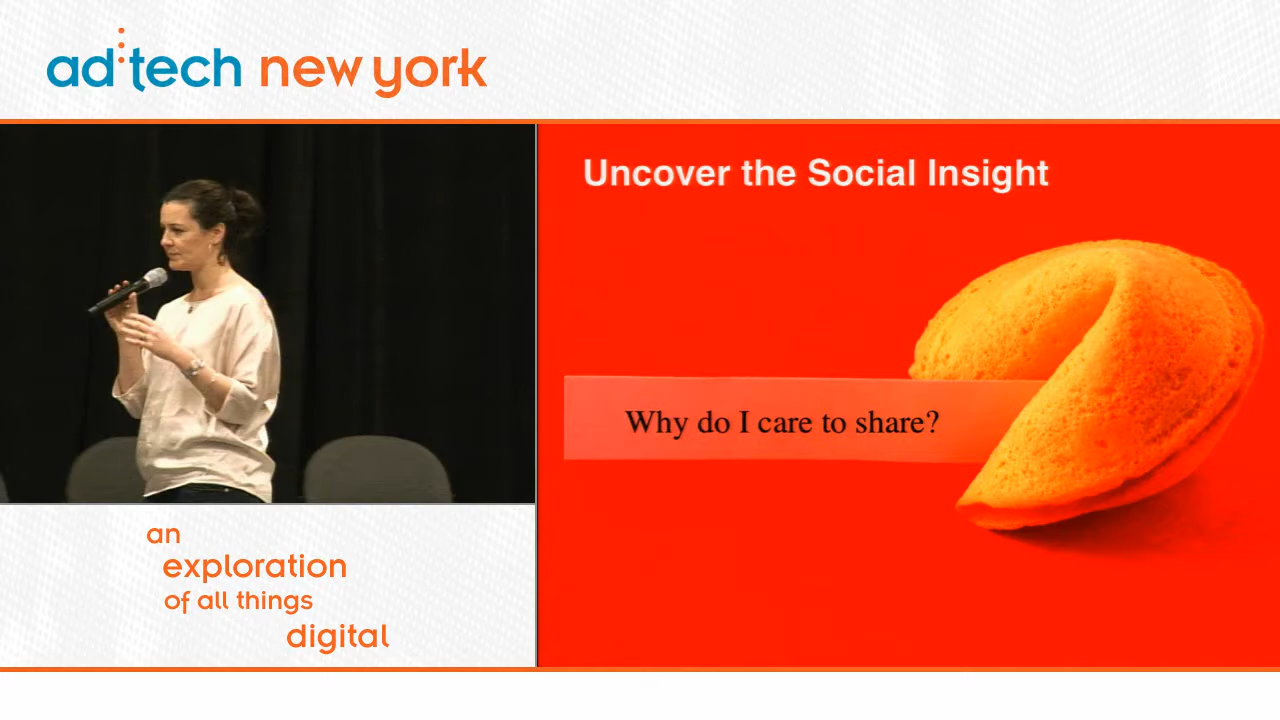 ad:tech new york
Uncover the Social Insight
Why do I care to share?
an
exploration
of all things
digital